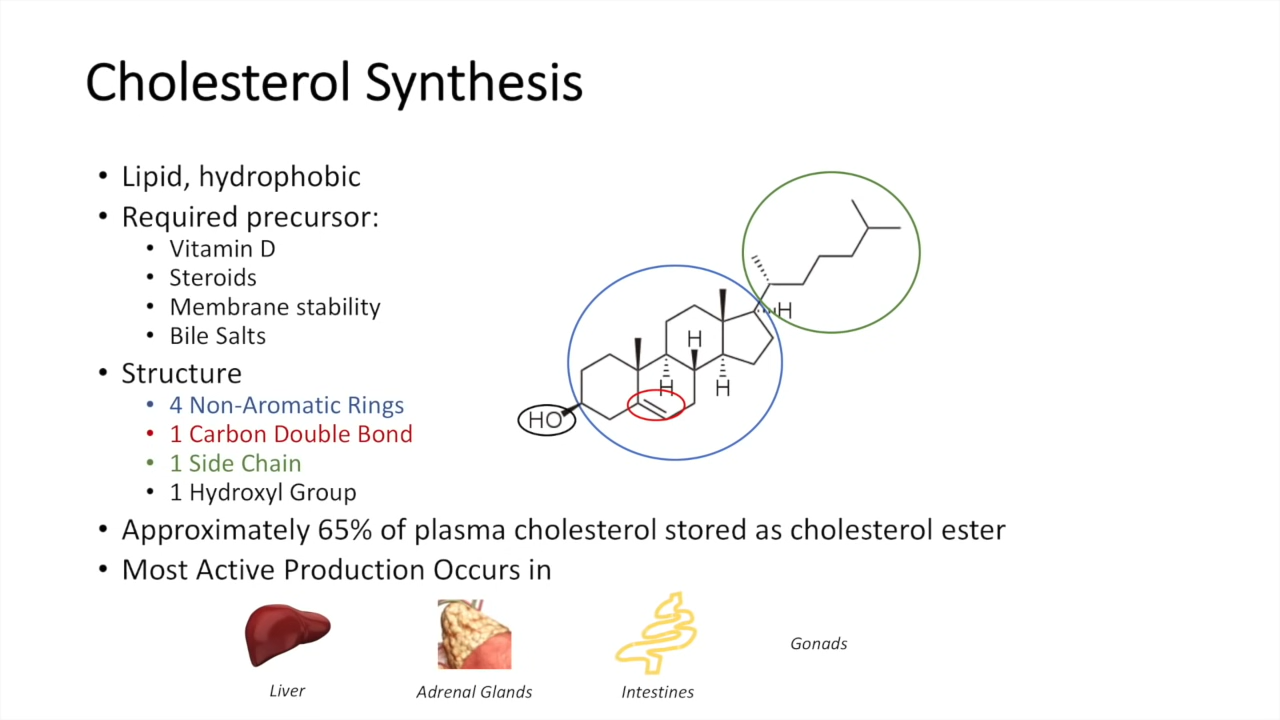 Cholesterol Synthesis
• Lipid, hydrophobic
• Required precursor:
• Vitamin D
• Steroids
• Membrane stability
• Bile Salts
• Structure
• 4 Non-Aromatic Rings
• 1 Carbon Double Bond
• 1 Side Chain
• 1 Hydroxyl Group
H
H
H
H
HO
• Approximately 65% of plasma cholesterol stored as cholesterol ester
• Most Active Production Occurs in
Gonads
Liver
Adrenal Glands
Intestines